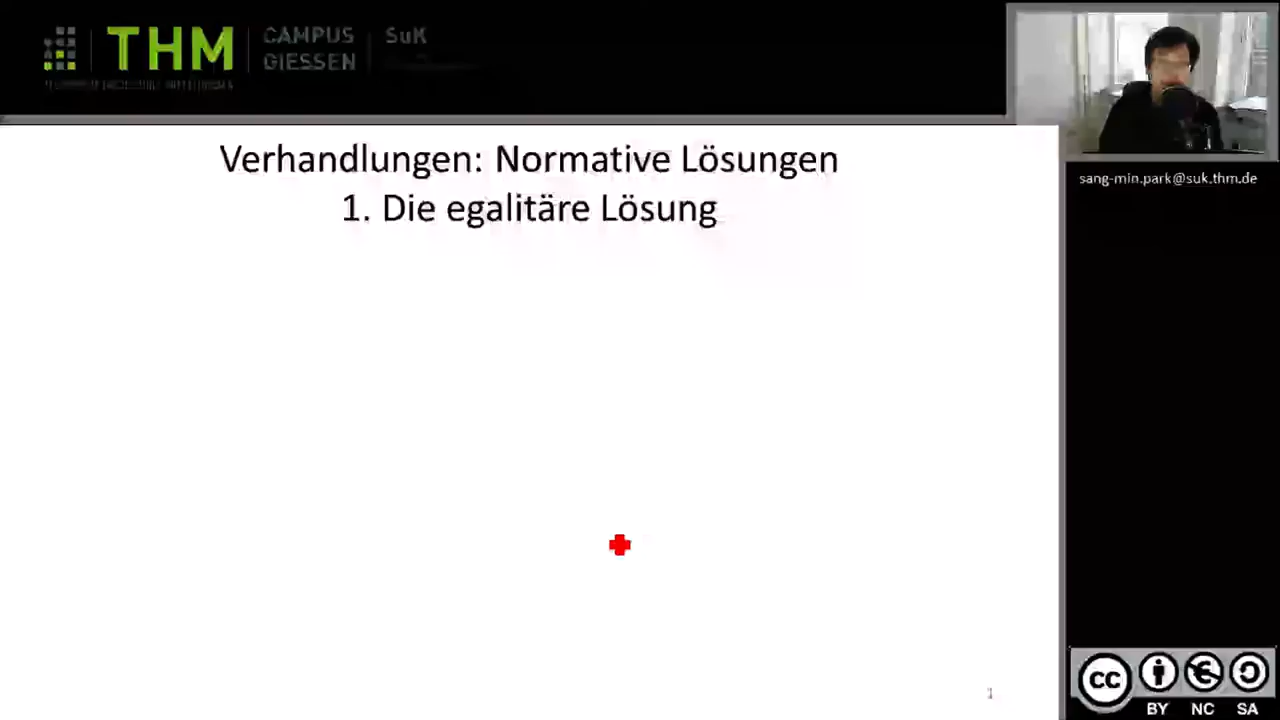 THM
CAMPUS
GIESSEN
SuK
Verhandlungen: Normative Lösungen
1. Die egalitäre Lösung
sang-min.park@suk.thm.de
1
cc
BY NC SA